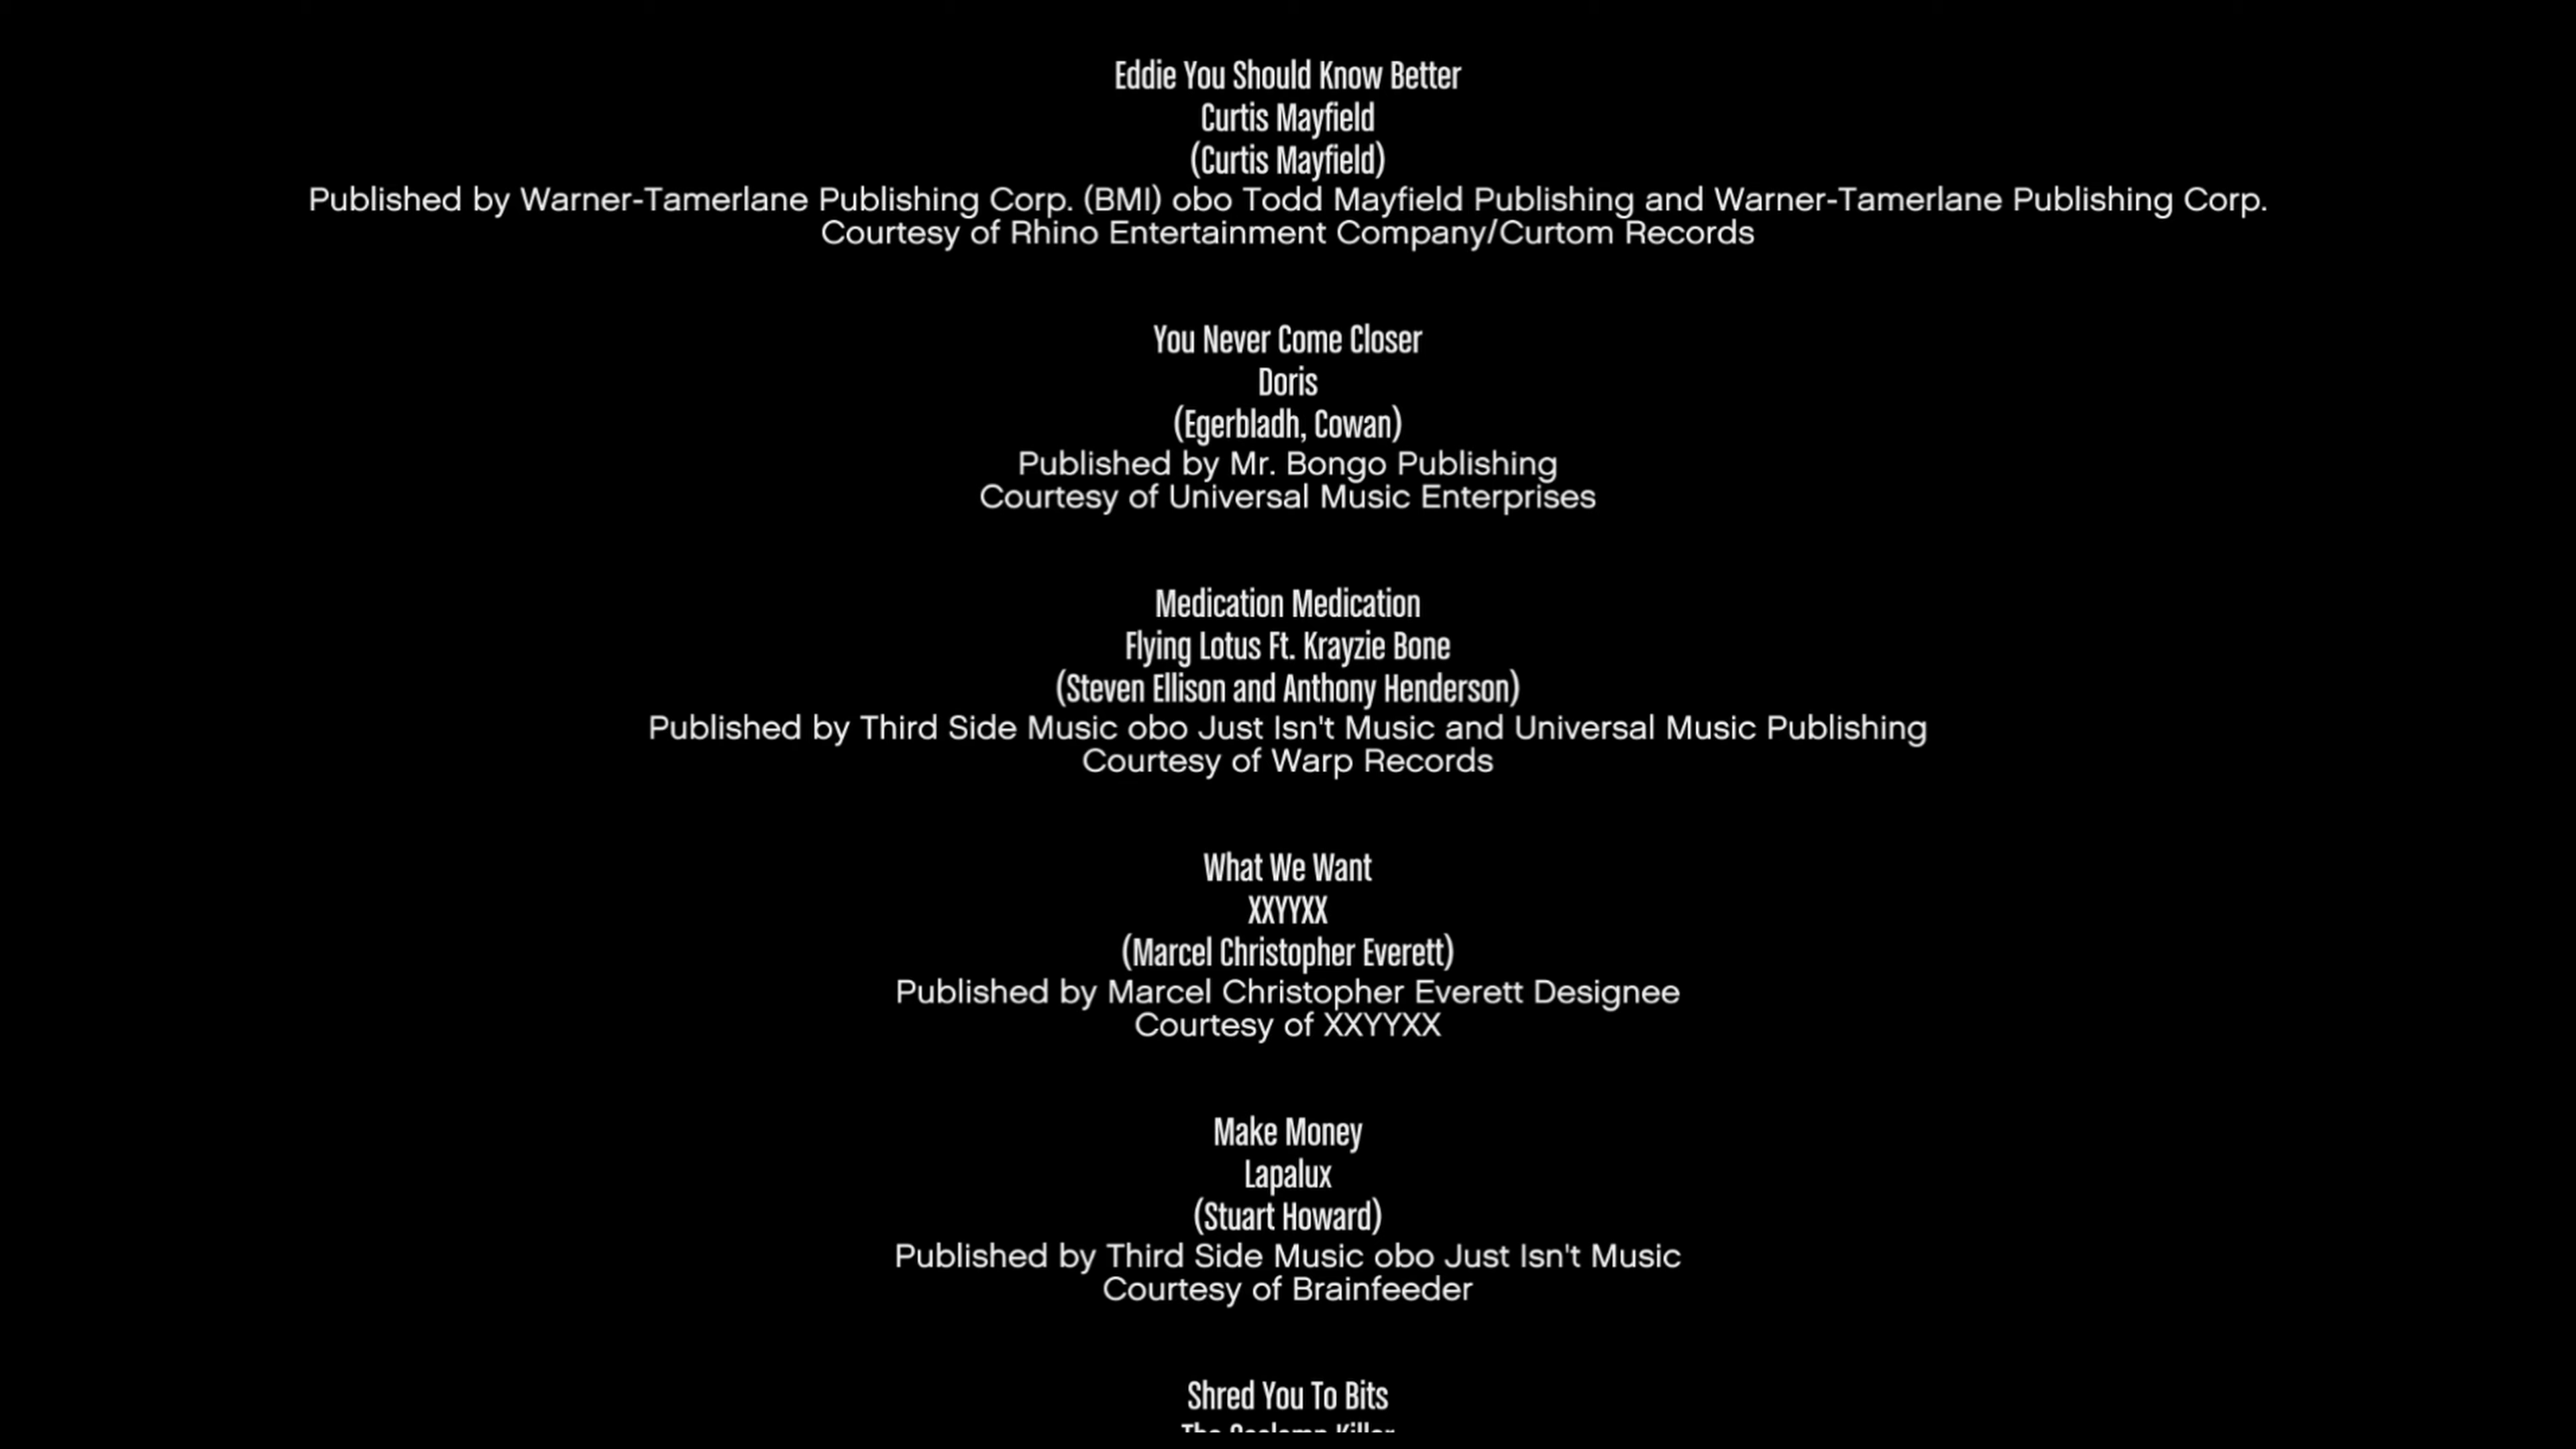 Eddie You Should Know Better
Curtis Mayfield
(Curtis Mayfield)
Published by Warner-Tamerlane Publishing Corp. (BMI) obo Todd Mayfield Publishing and Warner-Tamerlane Publishing Corp.
Courtesy of Rhino Entertainment Company/Curtom Records
You Never Come Closer
Doris
(Egerbladh, Cowan)
Published by Mr. Bongo Publishing
Courtesy of Universal Music Enterprises
Medication Medication
Flying Lotus Ft. Krayzie Bone
(Steven Ellison and Anthony Henderson)
Published by Third Side Music obo Just Isn't Music and Universal Music Publishing
Courtesy of Warp Records
What We Want
XXYYXX
(Marcel Christopher Everett)
Published by Marcel Christopher Everett Designee
Courtesy of XXYYXX
Make Money
Lapalux
(Stuart Howard)
Published by Third Side Music obo Just Isn't Music
Courtesy of Brainfeeder
Shred You To Bits
The Killer